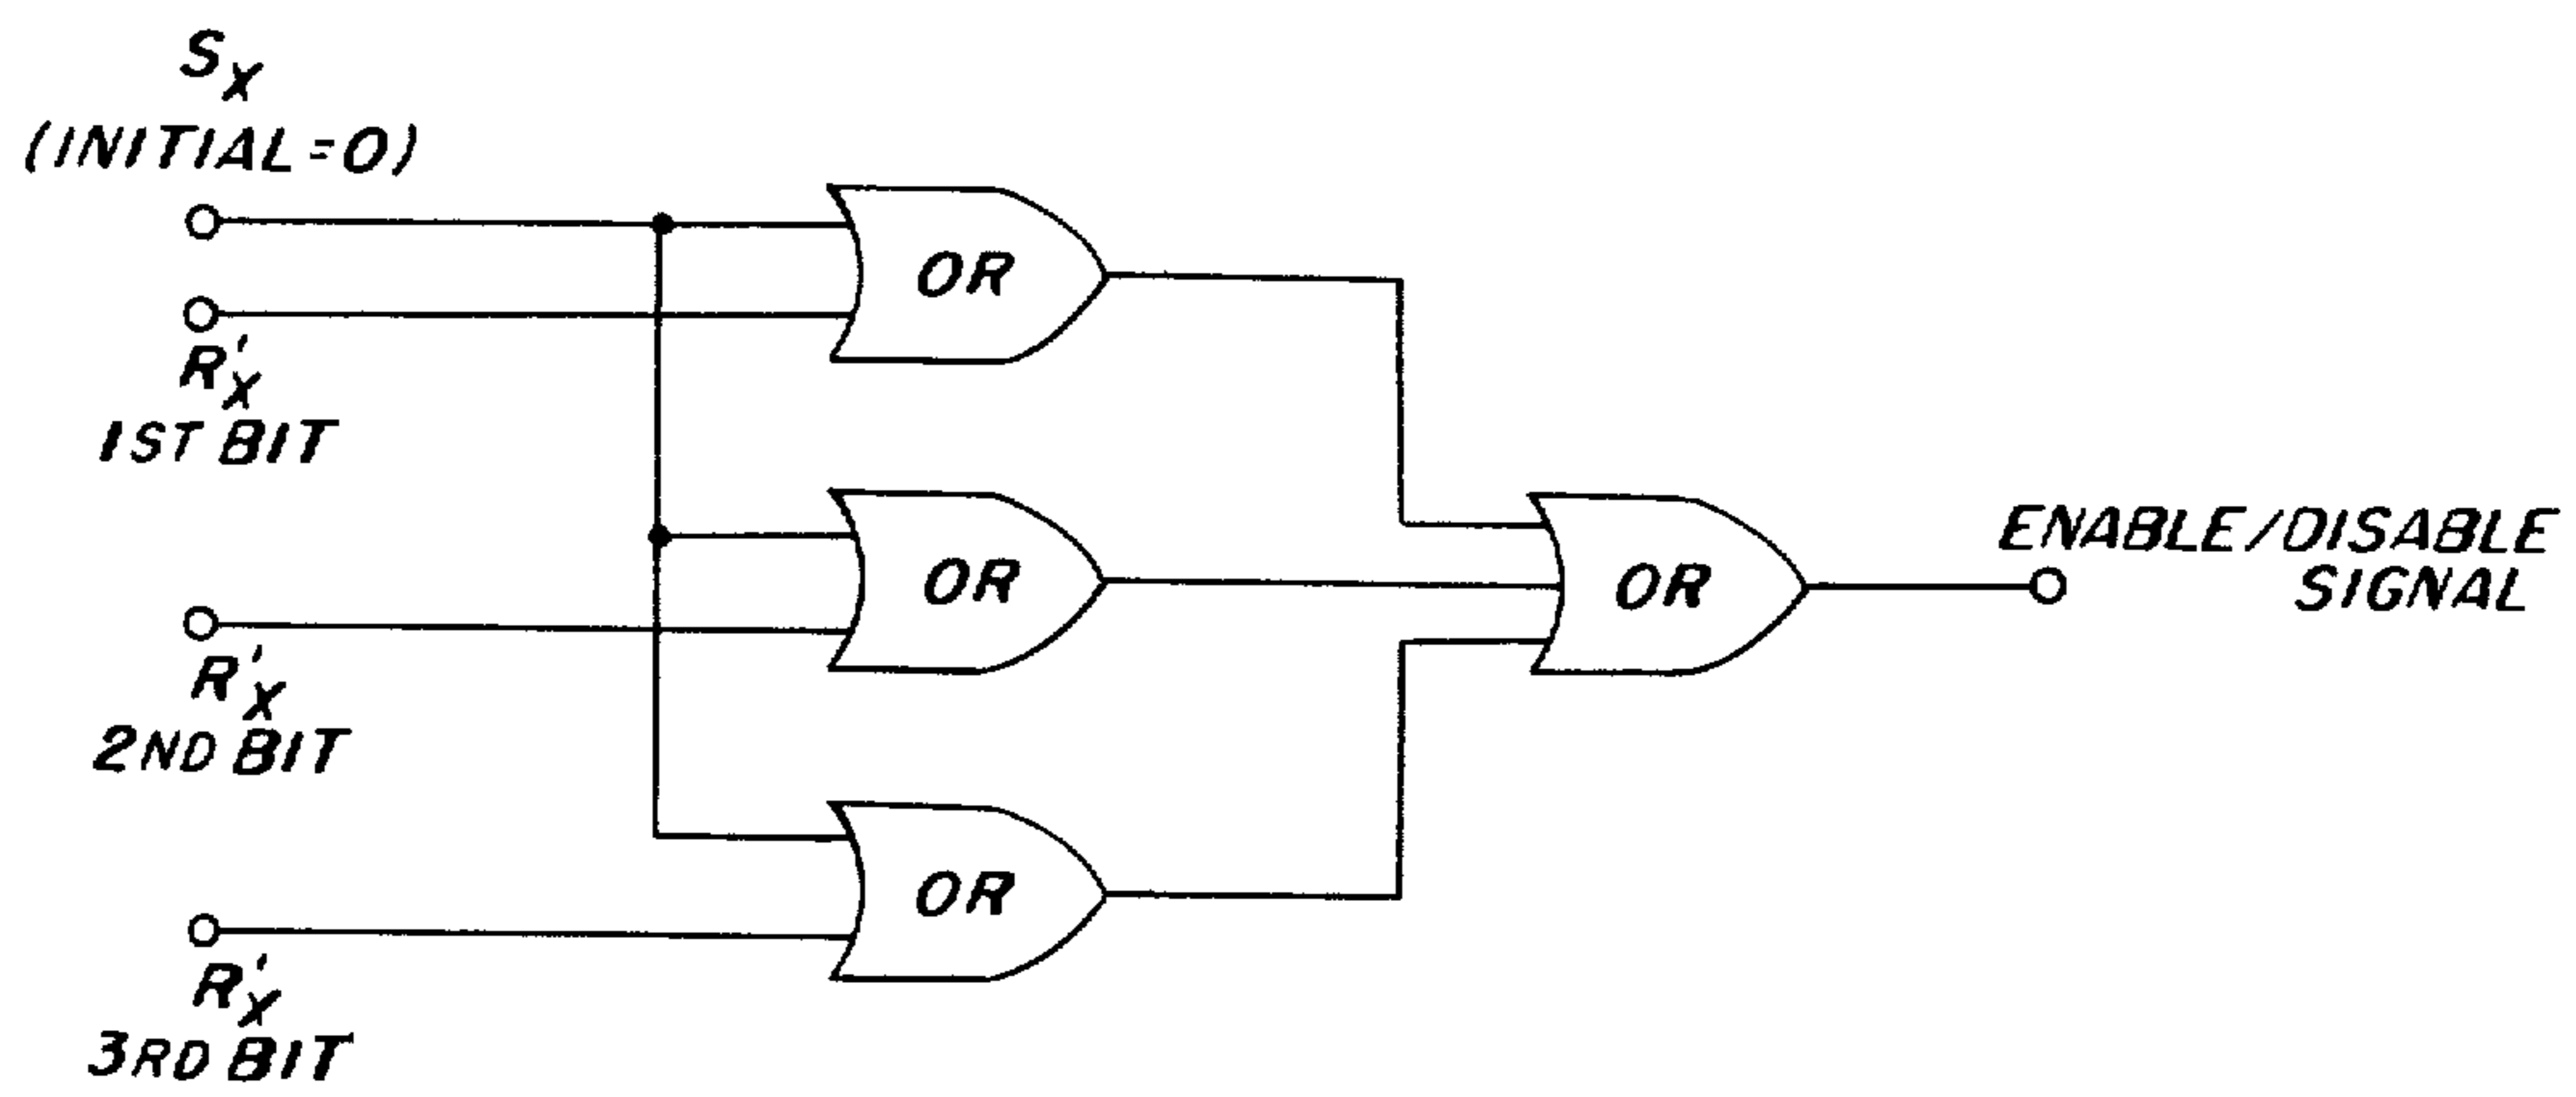 S_X
(INITIAL=0)
R'_X
1ST BIT
R'_X
2ND BIT
R'_X
3RD BIT
OR
OR
OR
OR
ENABLE/DISABLE
SIGNAL